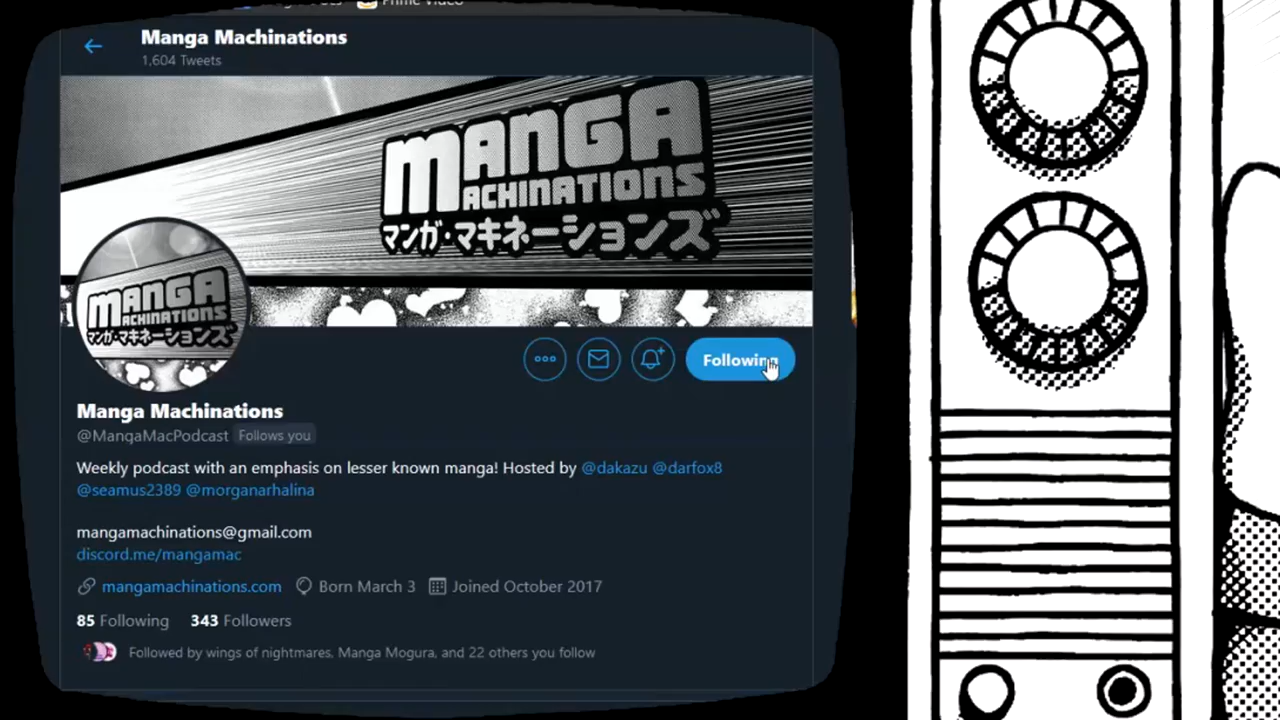 Prime Video
Manga Machinations
1,604 Tweets
MANGA
MACHINATIONS
マンガ・マキネーションズ
MANGA
MACHINATIONS
マンガ・マキネーションズ
Following
Manga Machinations
@MangaMacPodcast Follows you
Weekly podcast with an emphasis on lesser known manga! Hosted by @dakazu @darfox8
@seamus2389 @morganarhalina
mangamachinations@gmail.com
discord.me/mangamac
mangamachinations.com Born March 3 Joined October 2017
85 Following 343 Followers
Followed by wings of nightmares, Manga Mogura, and 22 others you follow